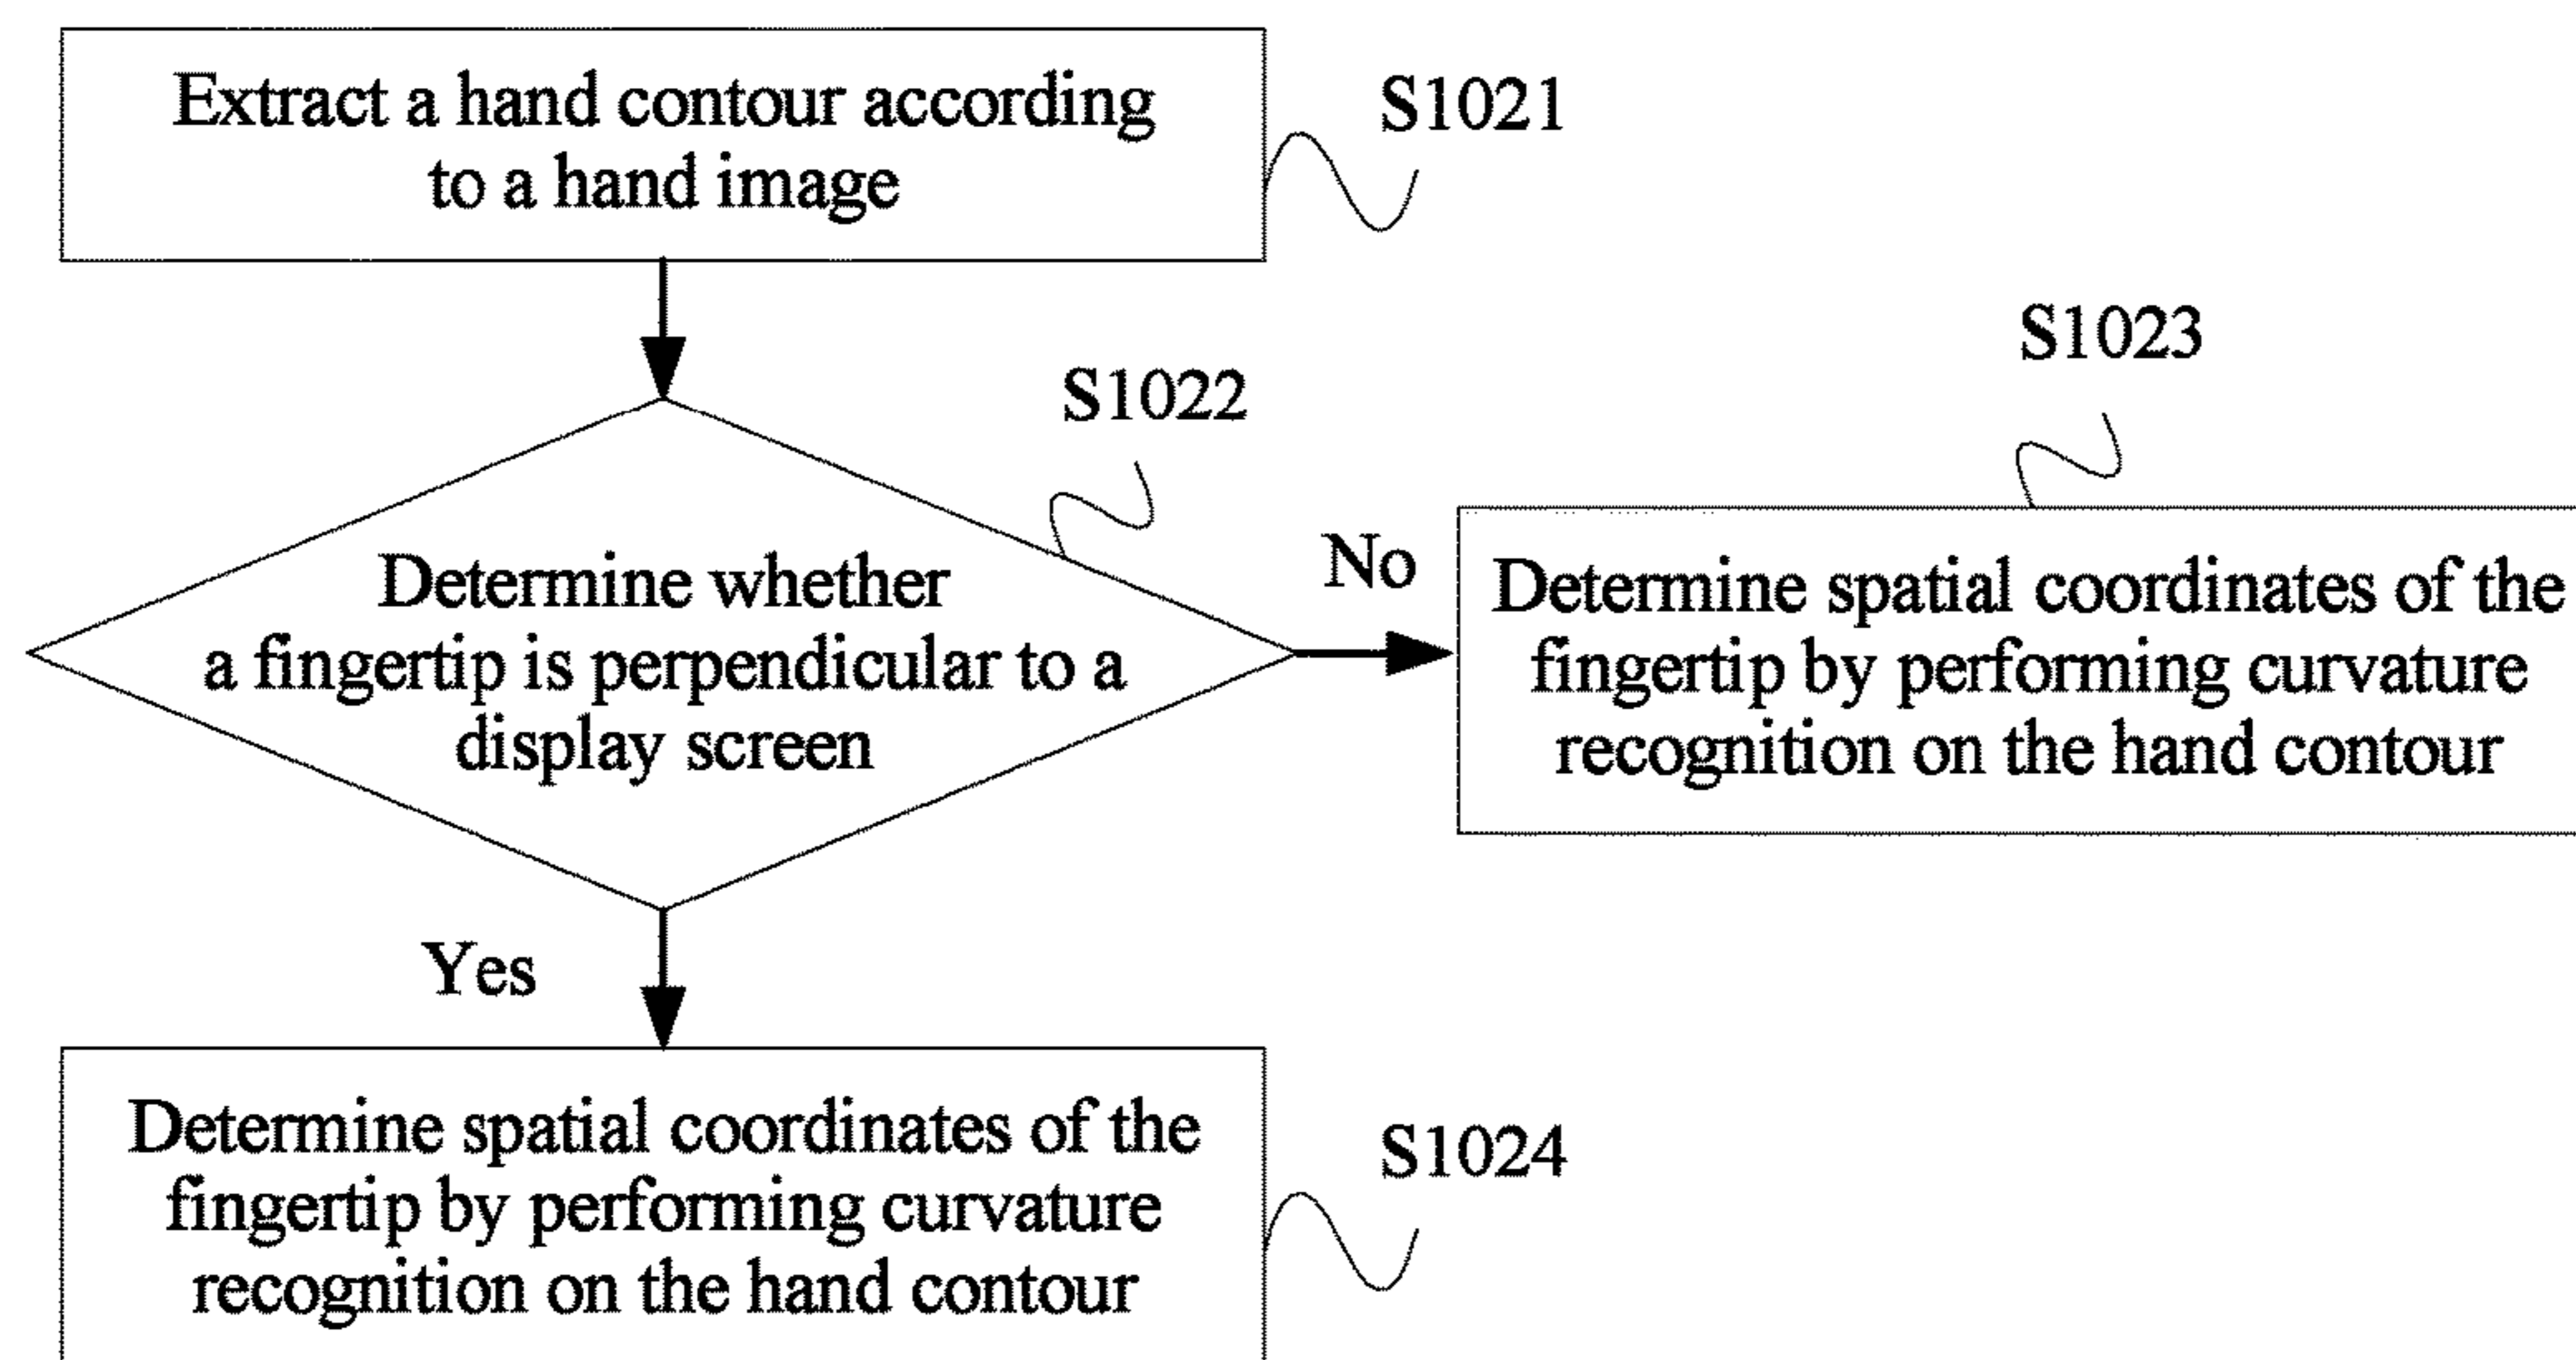 Extract a hand contour according
to a hand image
S1021
S1022
Determine whether
a fingertip is perpendicular to a
display screen
No
S1023
Determine spatial coordinates of the
fingertip by performing curvature
recognition on the hand contour
Yes
Determine spatial coordinates of the
fingertip by performing curvature
recognition on the hand contour
S1024